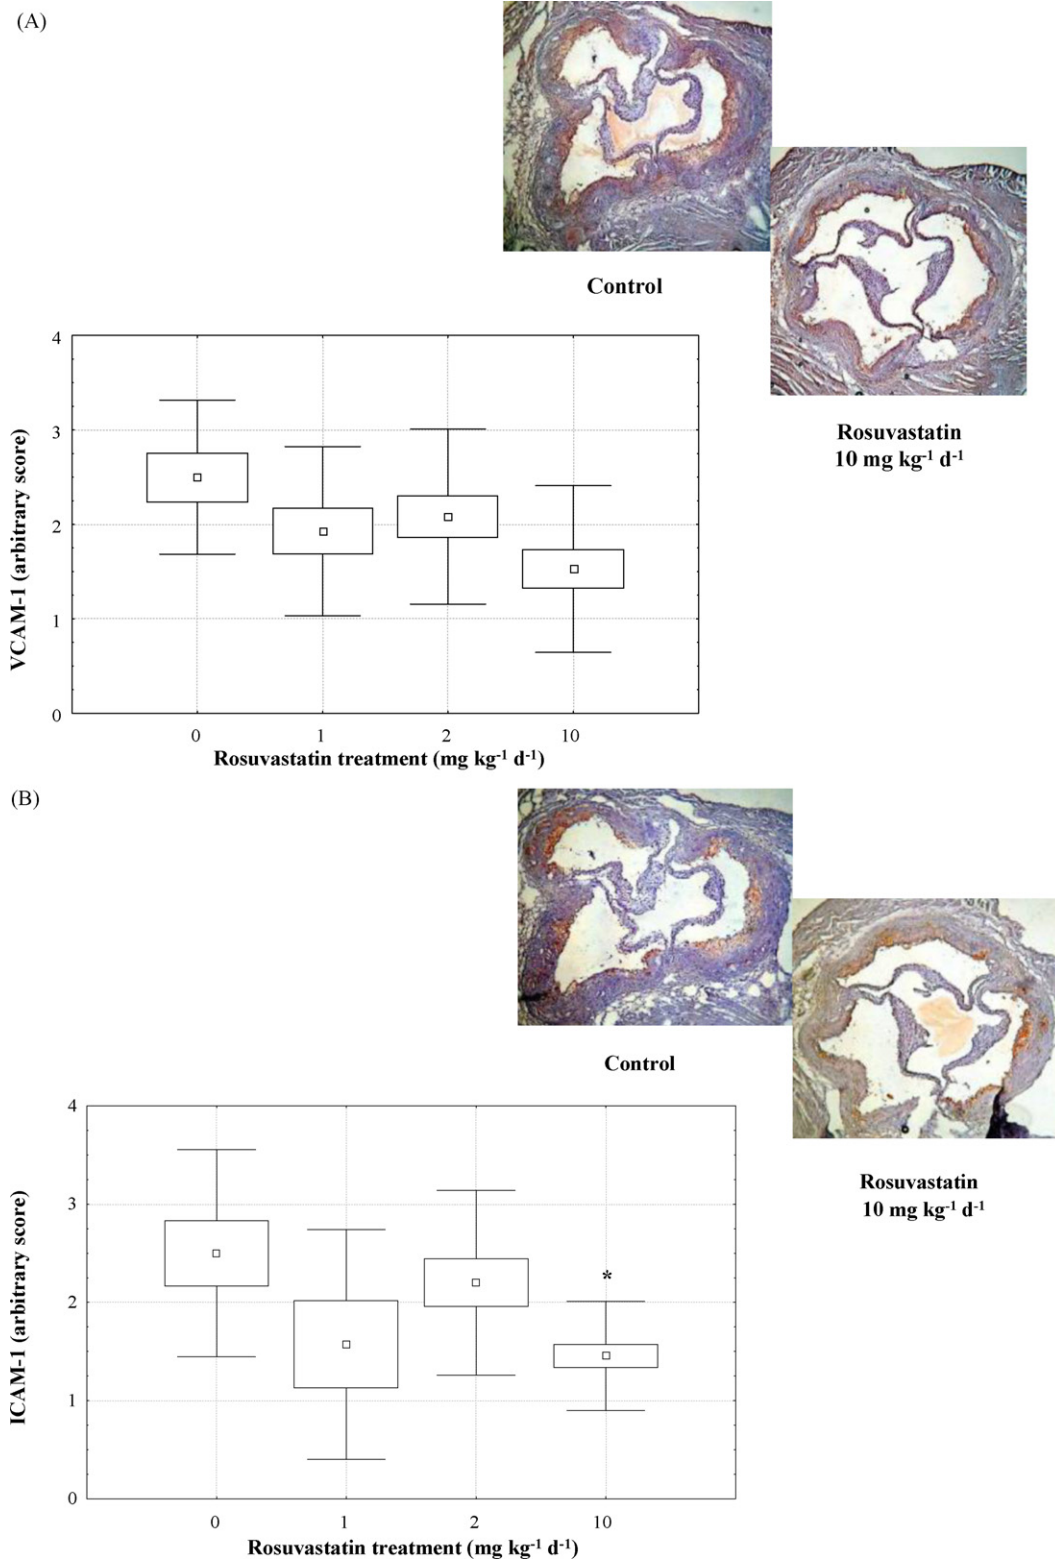 (A)
Control
Rosuvastatin
10 mg kg⁻¹ d⁻¹
VCAM-1 (arbitrary score)
4
3
2
1
0
0 1 2 10
Rosuvastatin treatment (mg kg⁻¹ d⁻¹)
(B)
Control
Rosuvastatin
10 mg kg⁻¹ d⁻¹
ICAM-1 (arbitrary score)
4
3
2
1
0
*
0 1 2 10
Rosuvastatin treatment (mg kg⁻¹ d⁻¹)